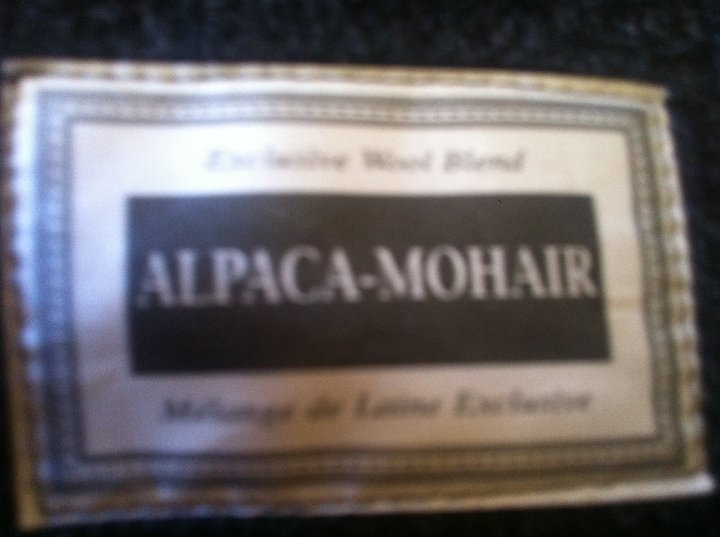 Exclusive Wool Blend
ALPACA-MOHAIR
Mélange de Laine Exclusive